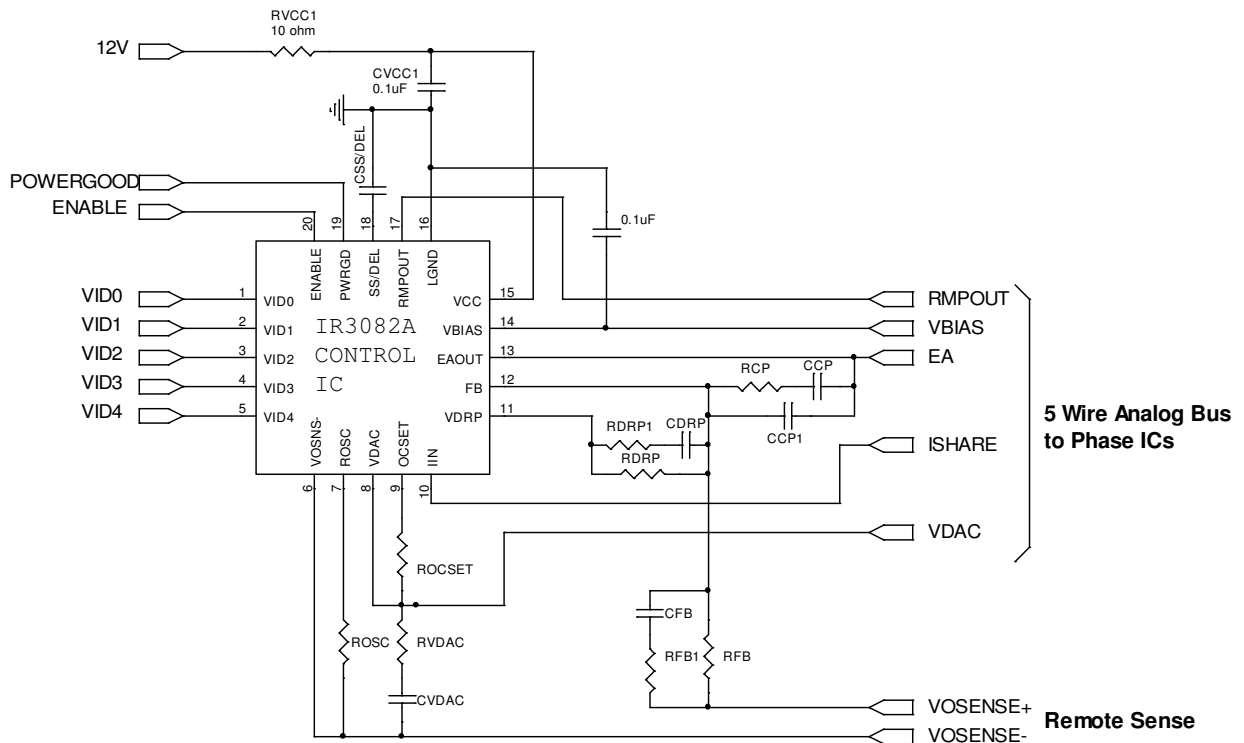 RVCC1
10 ohm
12V
CVCC1
0.1uF
CSS/DEL
POWERGOOD
ENABLE
20
19
18
17
16
0.1uF
ENABLE
PWRGD
SS/DEL
RMPOUT
LGND
VID0
1
VID0
VCC
15
RMPOUT
VID1
2
VID1
IR3082A
VBIAS
14
VBIAS
VID2
3
VID2
CONTROL
EAOUT
13
EA
VID3
4
VID3
IC
FB
12
RCP
CCP
VID4
5
VID4
VDRP
11
CCP1
RDRP1
CDRP
RDRP
5 Wire Analog Bus
to Phase ICs
ISHARE
VOSNS-
ROSC
VDAC
OCSET
IIN
6
7
8
9
10
VDAC
ROCSET
CFB
ROSC
RVDAC
RFB1
RFB
CVDAC
VOSENSE+
Remote Sense
VOSENSE-